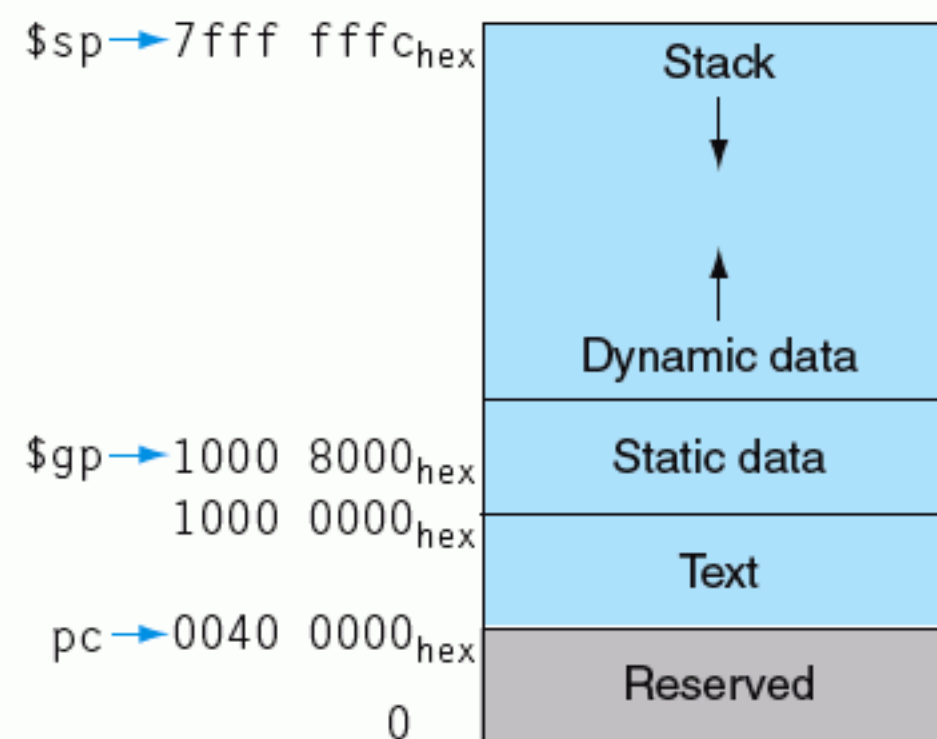 $sp 7fff fffchex Stack
Dynamic data
$gp 1000 8000hex Static data
1000 0000hex
Text
pc 0040 0000hex
Reserved
0